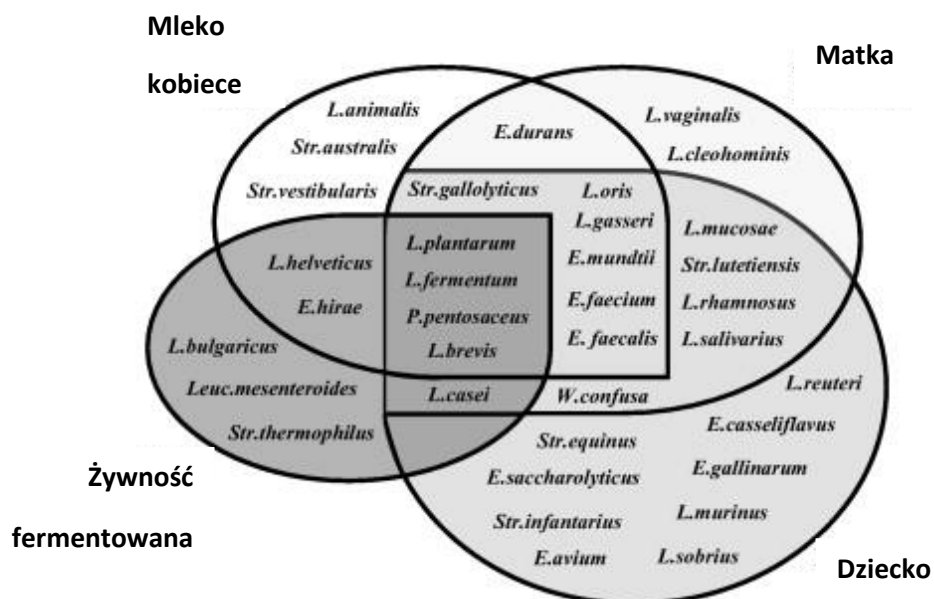 Mleko
kobiece
Matka
L.animalis
Str.australis
Str.vestibularis
E.durans
L.vaginalis
L.cleohominis
Str.gallolyticus
L.oris
L.gasseri
E.mundtii
E.faecium
E. faecalis
L.mucosae
Str.lutetiensis
L.rhamnosus
L.salivarius
L.helveticus
E.hirae
L.plantarum
L.fermentum
P.pentosaceus
L.brevis
L.bulgaricus
Leuc.mesenteroides
Str.thermophilus
L.casei
W.confusa
L.reuteri
E.casseliflavus
Str.equinus
E.saccharolyticus
E.gallinarum
Str.infantarius
L.murinus
E.avium
L.sobrius
Żywność
fermentowana
Dziecko